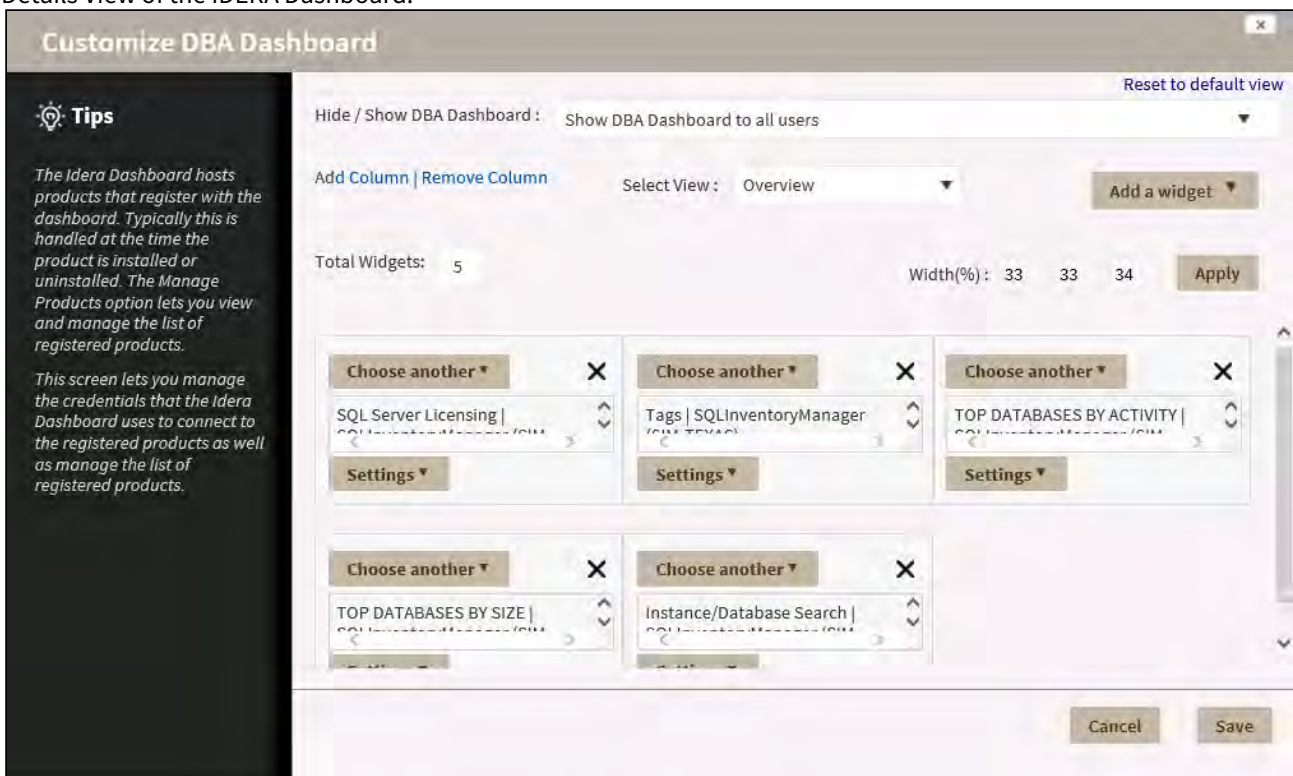 Details view of the IDERA Dashboard.
Customize DBA Dashboard
Tips
The Idera Dashboard hosts
products that register with the
dashboard. Typically this is
handled at the time the
product is installed or
uninstalled. The Manage
Products option lets you view
and manage the list of
registered products.
This screen lets you manage
the credentials that the Idera
Dashboard uses to connect to
the registered products as well
as manage the list of
registered products.
Reset to default view
Hide / Show DBA Dashboard : Show DBA Dashboard to all users
Add Column | Remove Column Select View : Overview Add a widget
Total Widgets: 5 Width(%) : 33 33 34 Apply
Choose another Choose another Choose another
SQL Server Licensing | Tags | SQLInventoryManager TOP DATABASES BY ACTIVITY |
Settings Settings Settings
Choose another Choose another
TOP DATABASES BY SIZE | Instance/Database Search |
Cancel Save